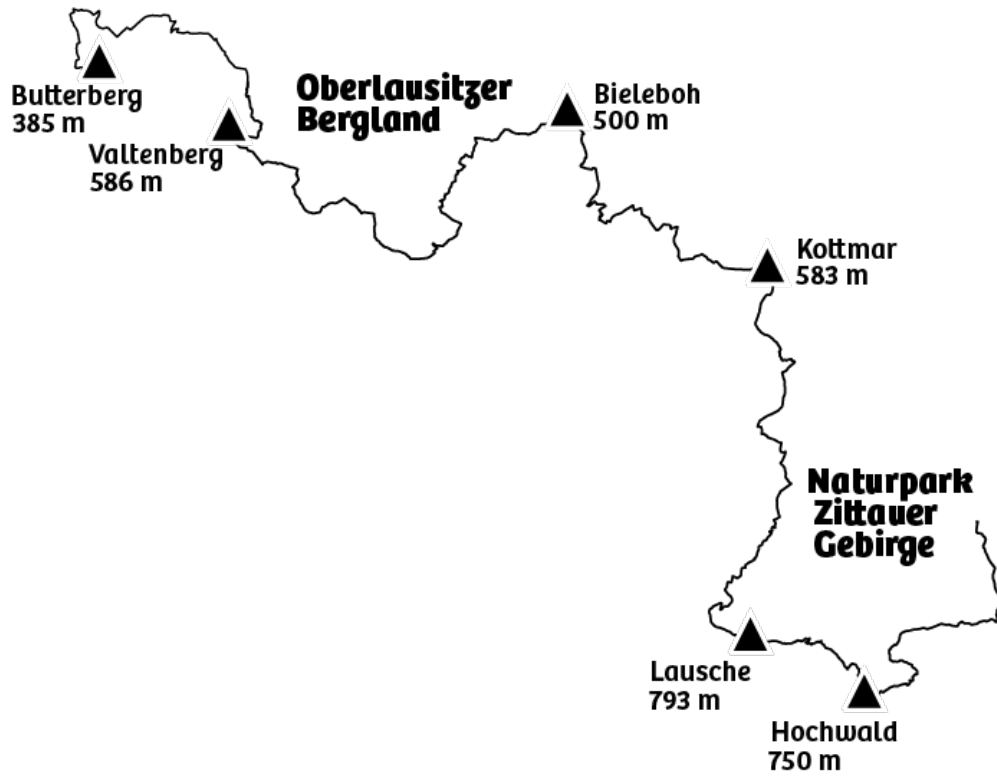 Butterberg
385 m
Valtenberg
586 m
Oberlausitzer
Bergland
Bieleboh
500 m
Kottmar
583 m
Naturpark
Zittauer
Gebirge
Lausche
793 m
Hochwald
750 m